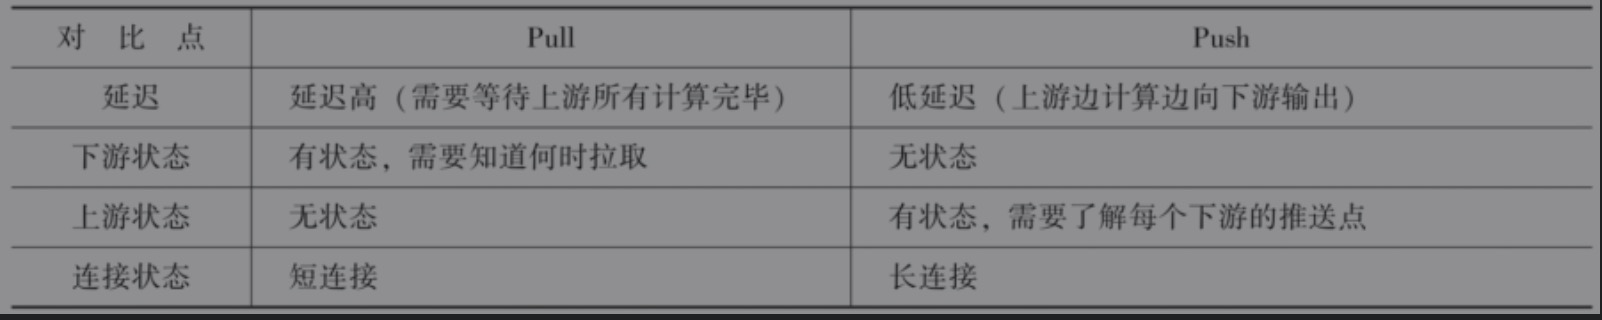 对 比 点 Pull Push
延迟 延迟高（需要等待上游所有计算完毕） 低延迟（上游边计算边向下游输出）
下游状态 有状态，需要知道何时拉取 无状态
上游状态 无状态 有状态，需要了解每个下游的推送点
连接状态 短连接 长连接